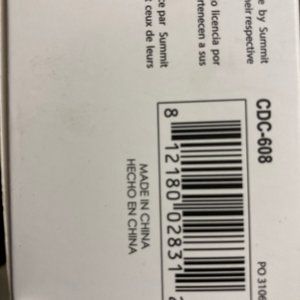 e by Summit
heir respective
o licencia por
rtenecen a sus
ce par Summit
t ceux de leurs
CDC-608
PO 3106
8 12180 02831
MADE IN CHINA
HECHO EN CHINA